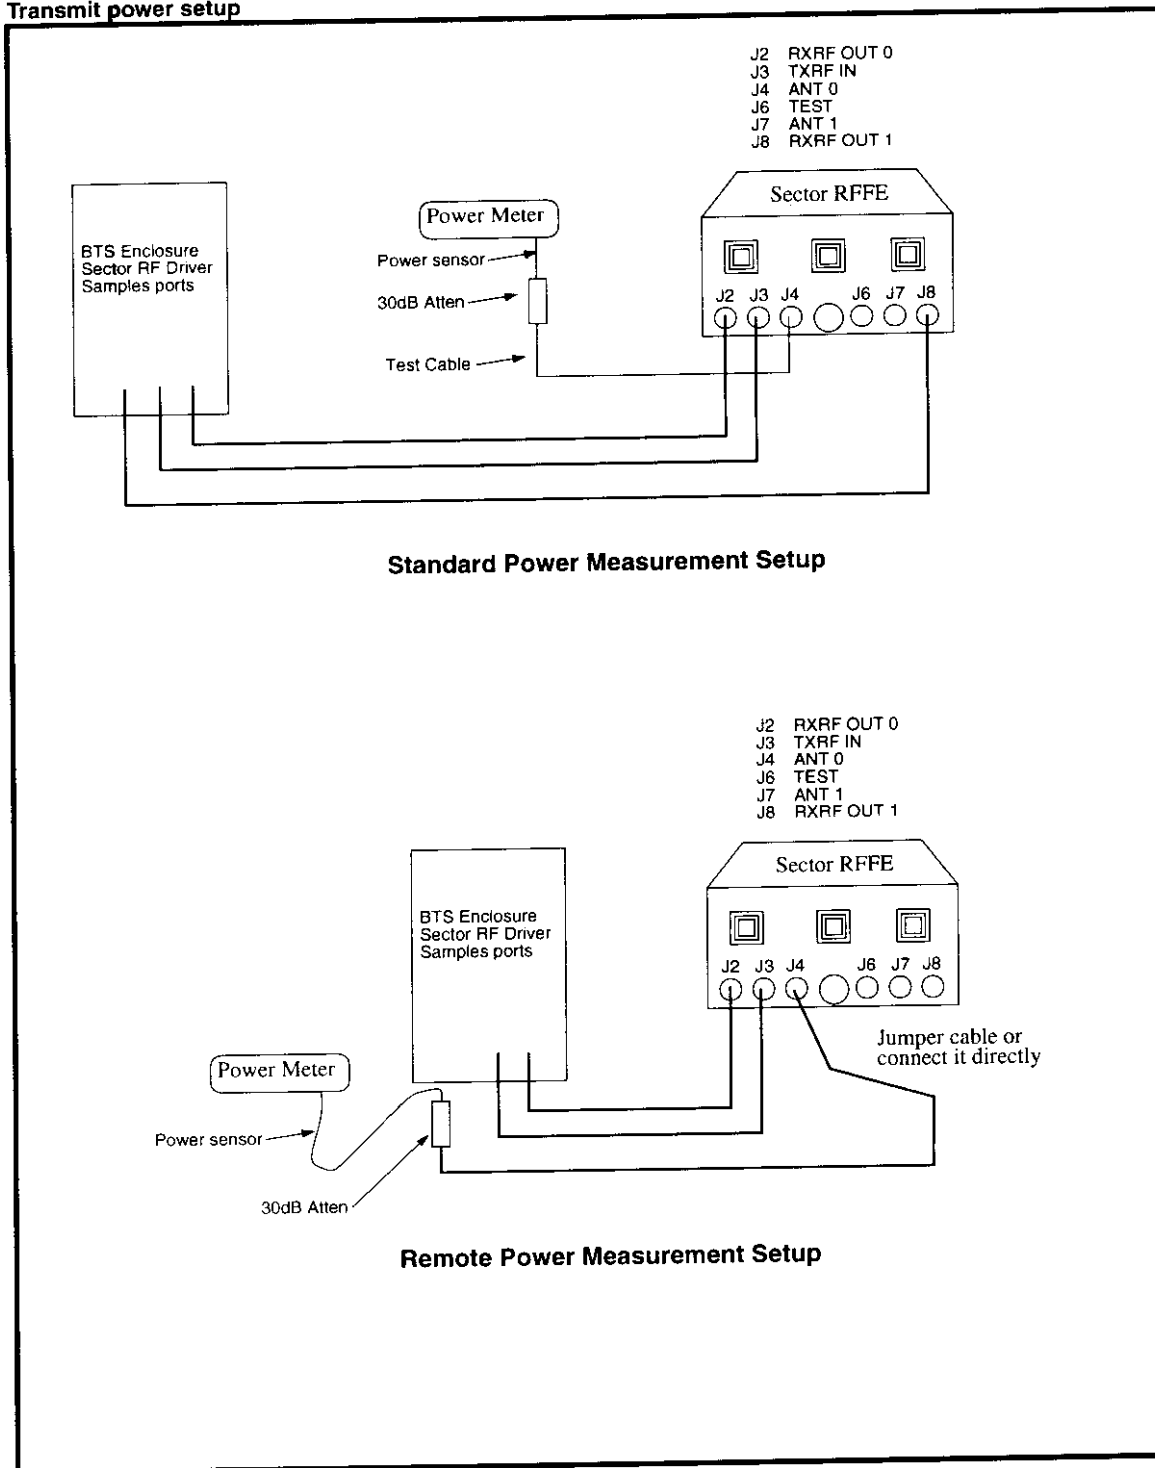 Transmit power setup
J2 RXRF OUT 0
J3 TXRF IN
J4 ANT 0
J6 TEST
J7 ANT 1
J8 RXRF OUT 1
Sector RFFE
Power Meter
BTS Enclosure
Sector RF Driver
Samples ports
Power sensor
30dB Atten
J2 J3 J4 J6 J7 J8
Test Cable
Standard Power Measurement Setup
J2 RXRF OUT 0
J3 TXRF IN
J4 ANT 0
J6 TEST
J7 ANT 1
J8 RXRF OUT 1
Sector RFFE
BTS Enclosure
Sector RF Driver
Samples ports
J2 J3 J4 J6 J7 J8
Jumper cable or
connect it directly
Power Meter
Power sensor
30dB Atten
Remote Power Measurement Setup